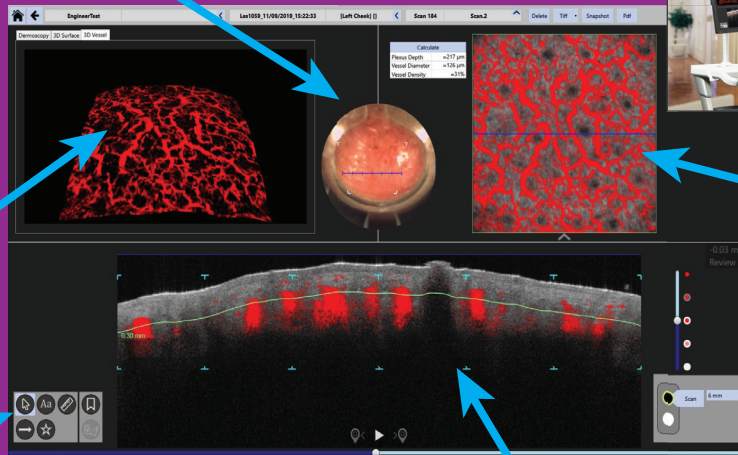 EngineerTest
Las1059_11/09/2019_15:22:33
[Left Cheek] []
Scan 184
Scan.2
Delete
Tiff
Snapshot
Pdf
Dermoscopy
3D Surface
3D Vessel
Calculate
Plexus Depth =217 µm
Vessel Diameter =126 µm
Vessel Density =31%
-0.03 m
Review
0.30 mm
Aa
Scan
6 mm